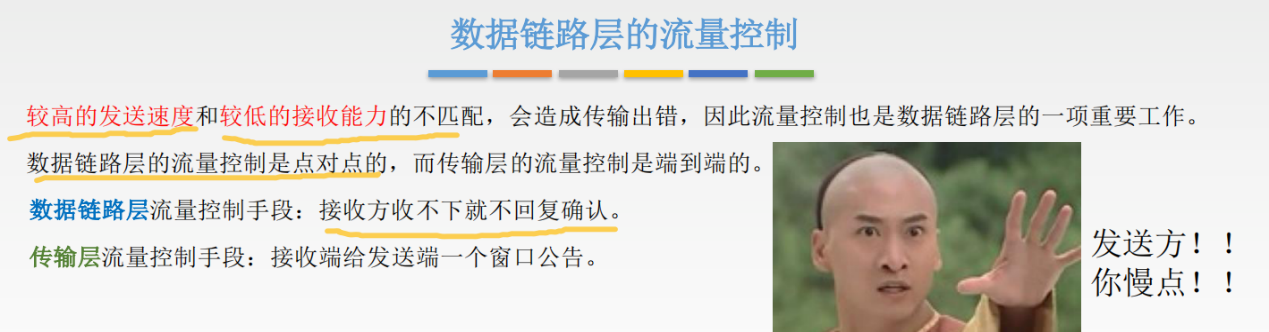 数据链路层的流量控制
较高的发送速度和较低的接收能力的不匹配，会造成传输出错，因此流量控制也是数据链路层的一项重要工作。
数据链路层的流量控制是点对点的，而传输层的流量控制是端到端的。
数据链路层流量控制手段：接收方收不下就不回复确认。
传输层流量控制手段：接收端给发送端一个窗口公告。
发送方！！
你慢点！！